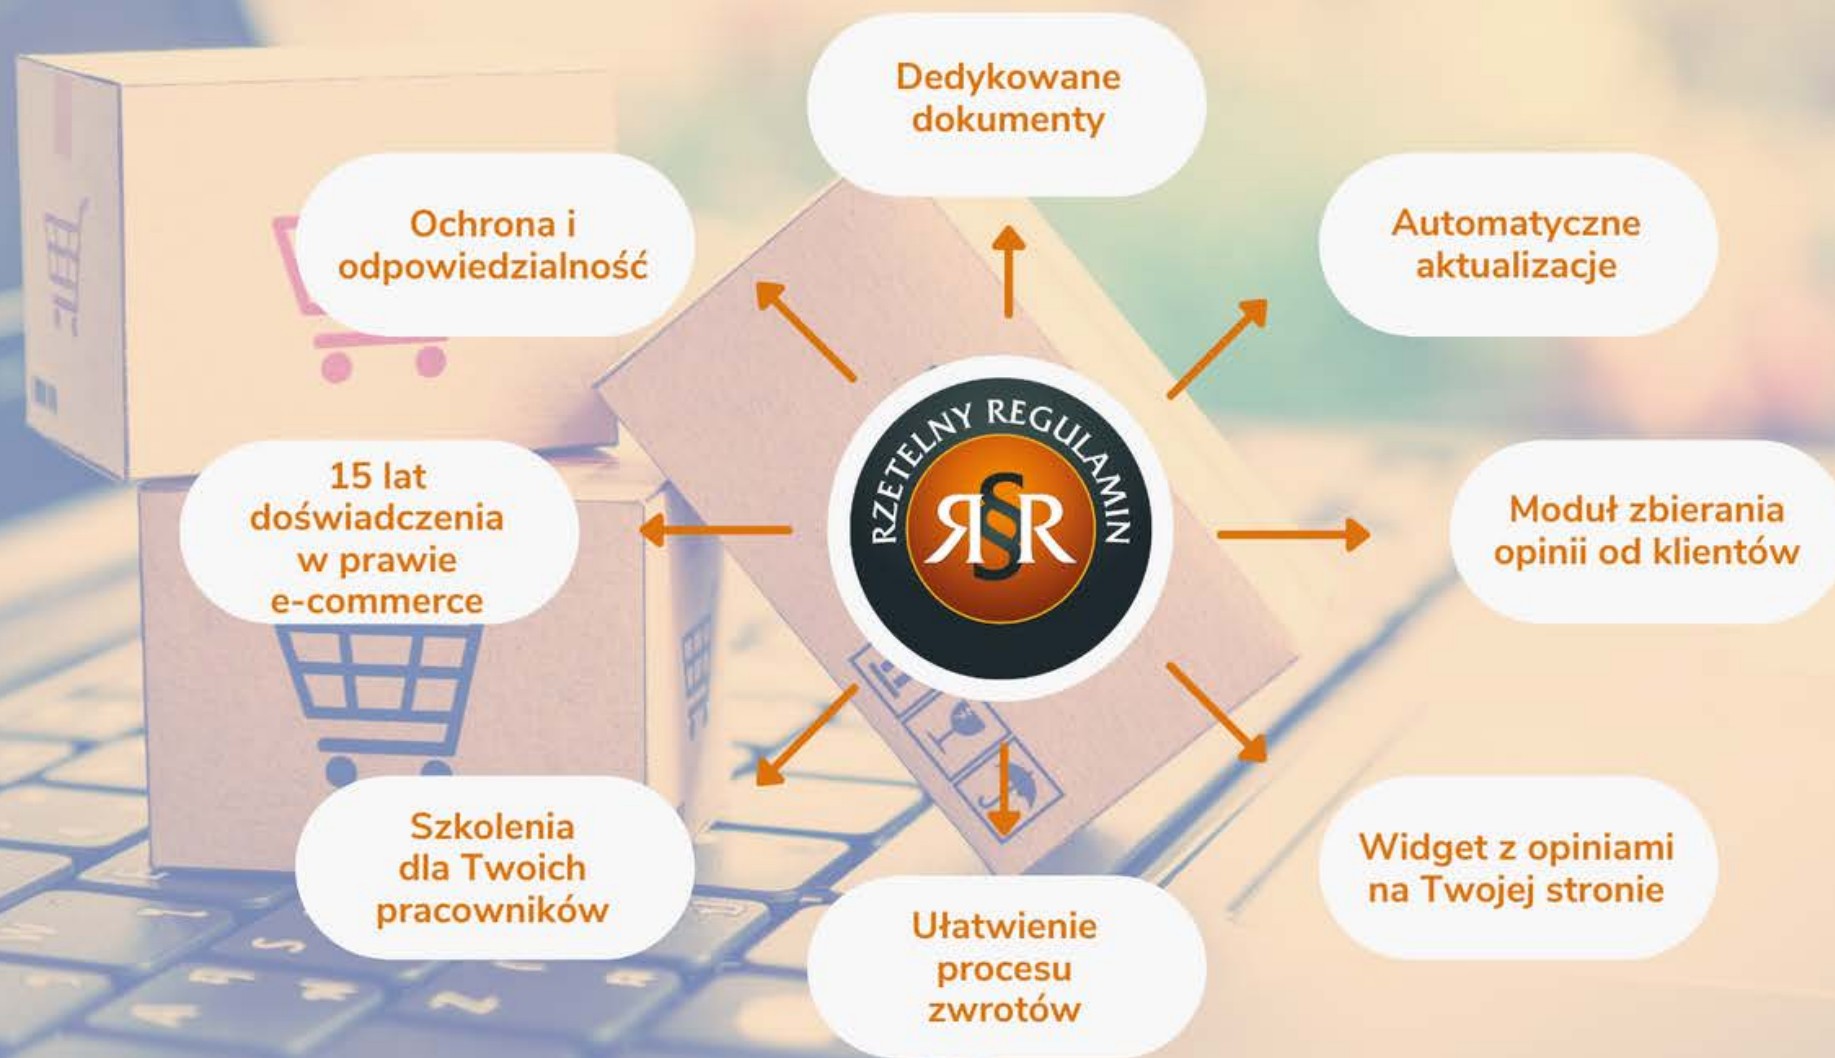 Dedykowane
dokumenty
Ochrona i
odpowiedzialność
Automatyczne
aktualizacje
RZETELNY REGULAMIN
R§R
15 lat
doświadczenia
w prawie
e-commerce
Moduł zbierania
opinii od klientów
Szkolenia
dla Twoich
pracowników
Widget z opiniami
na Twojej stronie
Ułatwienie
procesu
zwrotów